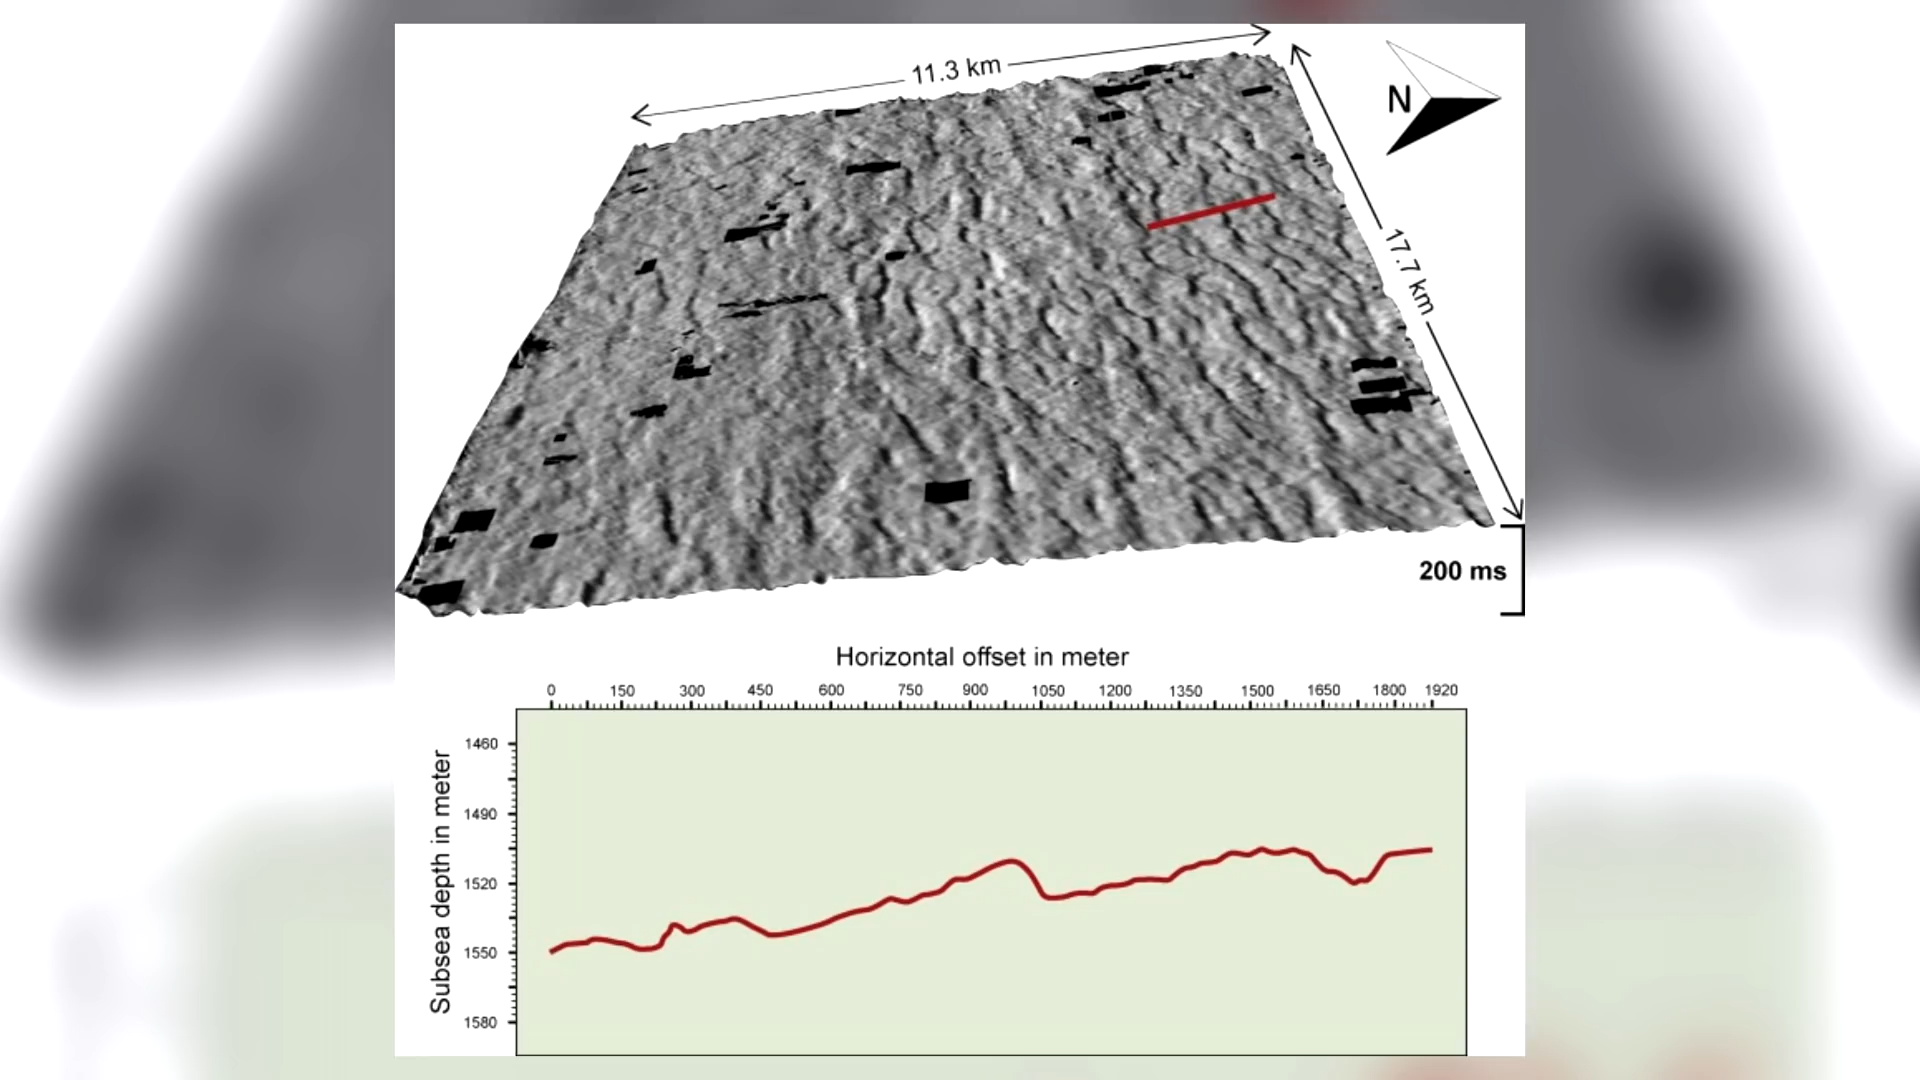 11.3 km
N
17.7 km
200 ms
Horizontal offset in meter
0 150 300 450 600 750 900 1050 1200 1350 1500 1650 1800 1920
Subsea depth in meter
1460
1490
1520
1550
1580